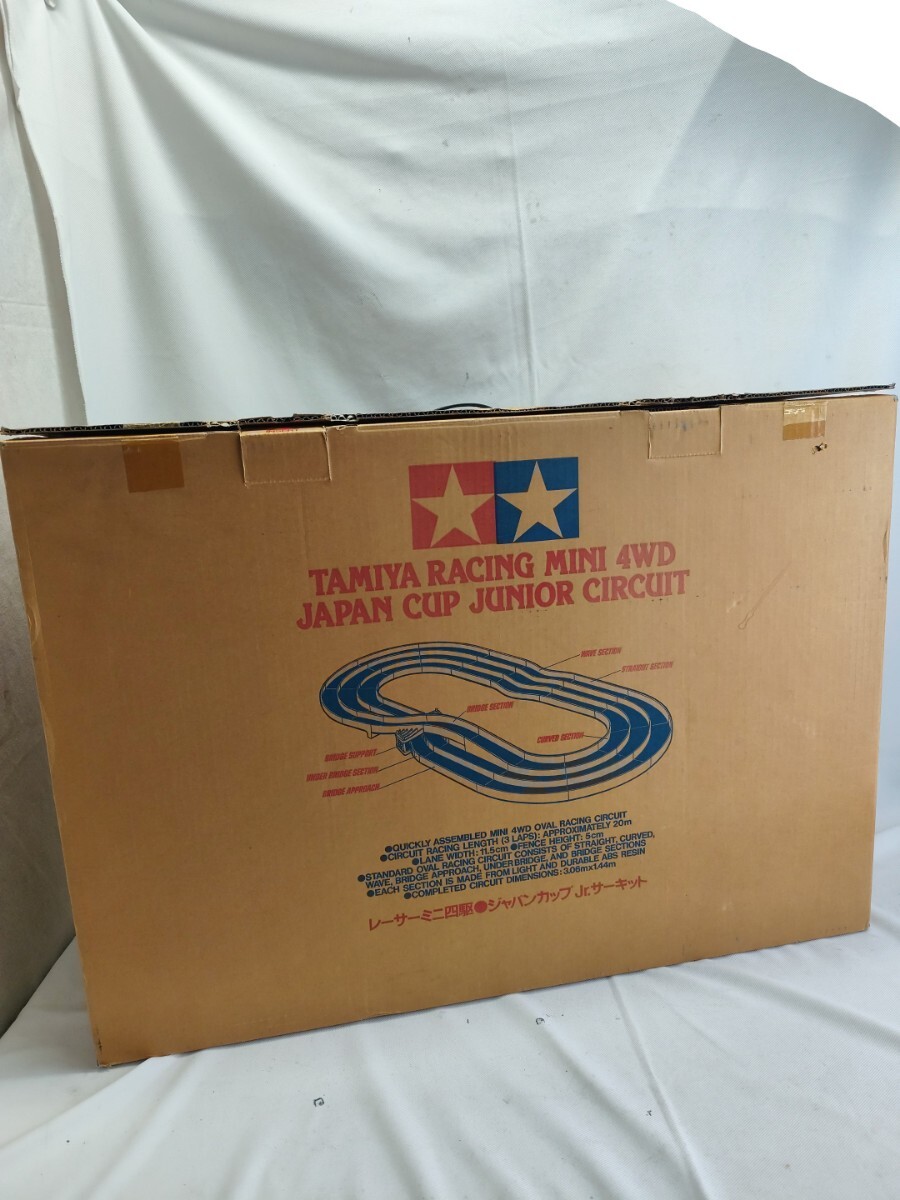 TAMIYA RACING MINI 4WD
JAPAN CUP JUNIOR CIRCUIT
WAVE SECTION
STRAIGHT SECTION
BRIDGE SECTION
CURVED SECTION
BRIDGE SUPPORT
UNDER BRIDGE SECTION
BRIDGE APPROACH
●QUICKLY ASSEMBLED MINI 4WD OVAL RACING CIRCUIT
●CIRCUIT RACING LENGTH (3 LAPS): APPROXIMATELY 20m
●LANE WIDTH: 11.5cm ●FENCE HEIGHT: 5cm
●STANDARD OVAL RACING CIRCUIT CONSISTS OF STRAIGHT, CURVED,
WAVE, BRIDGE APPROACH, UNDER BRIDGE, AND BRIDGE SECTIONS
●EACH SECTION IS MADE FROM LIGHT AND DURABLE ABS RESIN
●COMPLETED CIRCUIT DIMENSIONS: 3.06m×1.44m
レーサーミニ四駆●ジャパンカップ Jr.サーキット